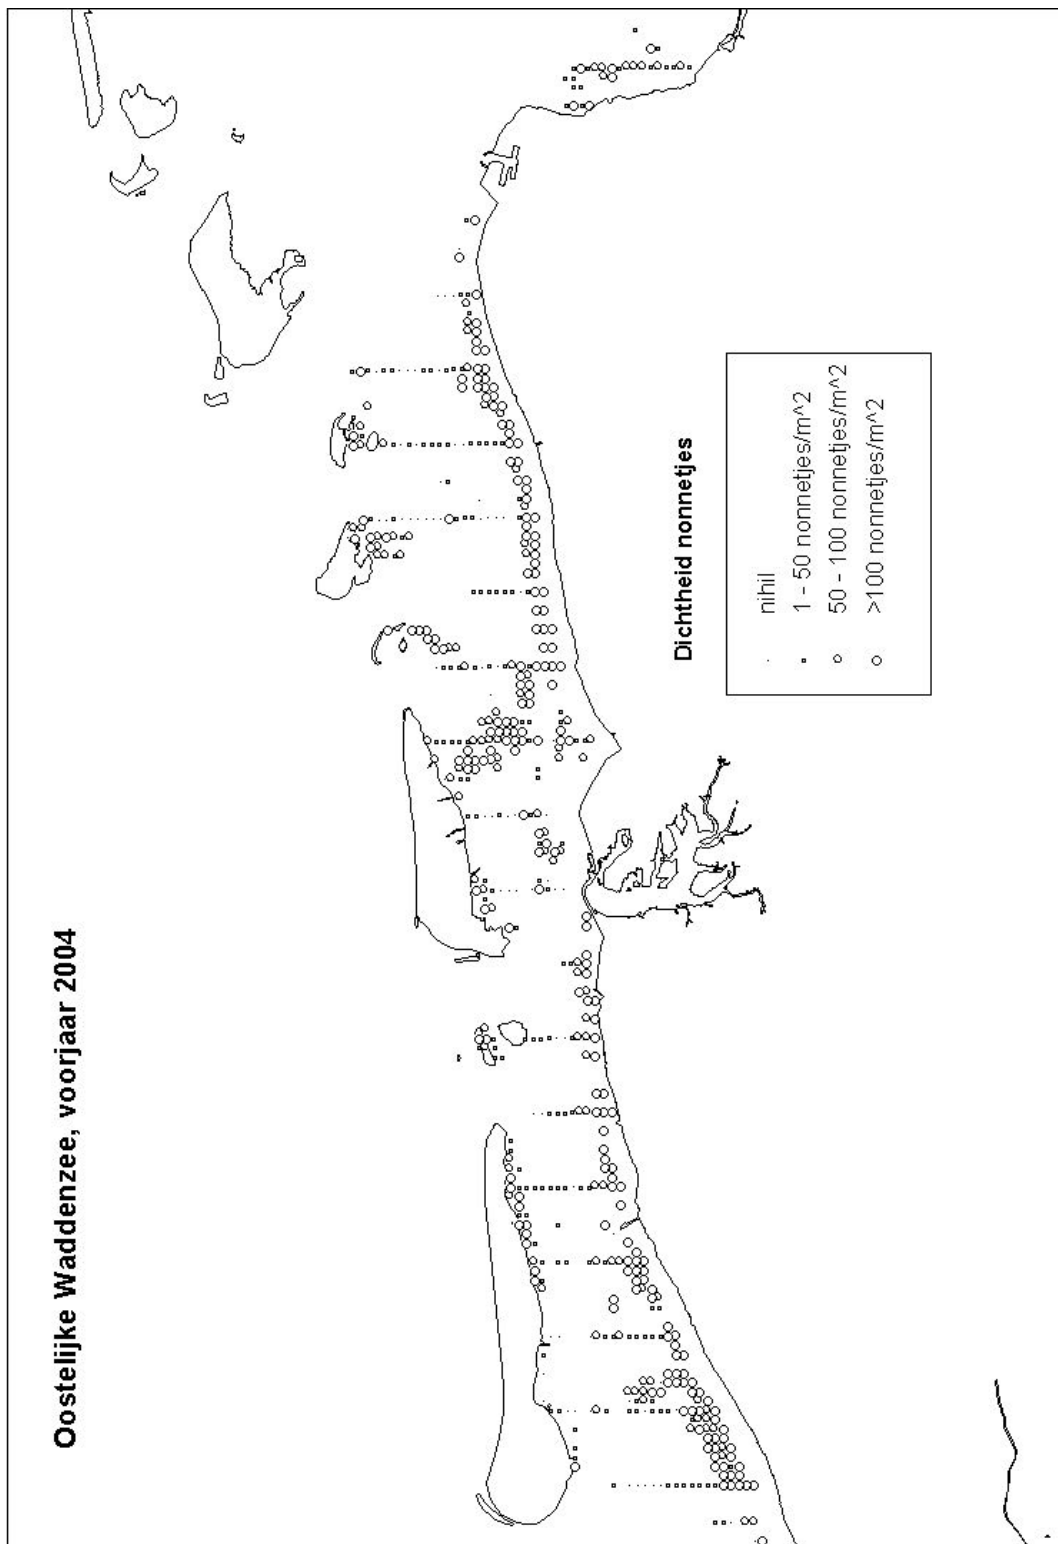 Oostelijke Waddenzee, voorjaar 2004
Dichtheid nonnetjes
nihil
1 - 50 nonnetjes/m^2
50 - 100 nonnetjes/m^2
>100 nonnetjes/m^2